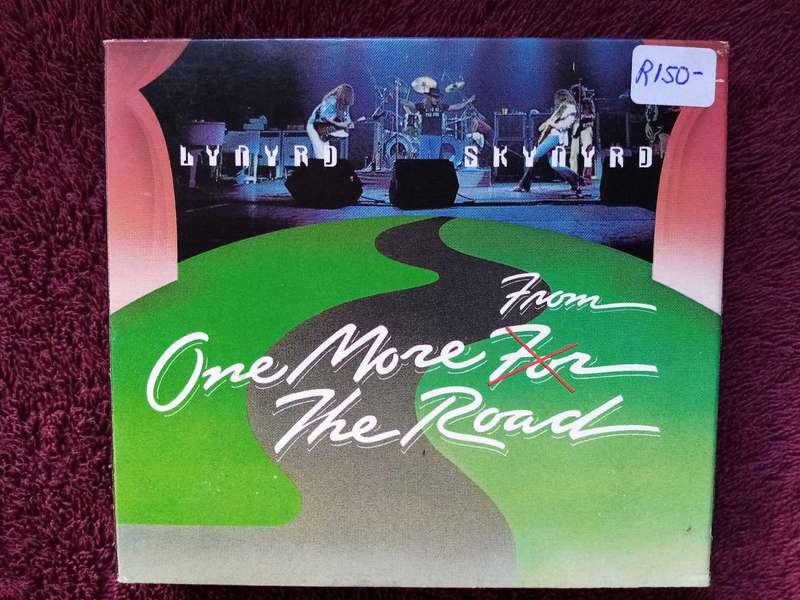 R150-
LYNYRD SKYNYRD
From
One More For
The Road